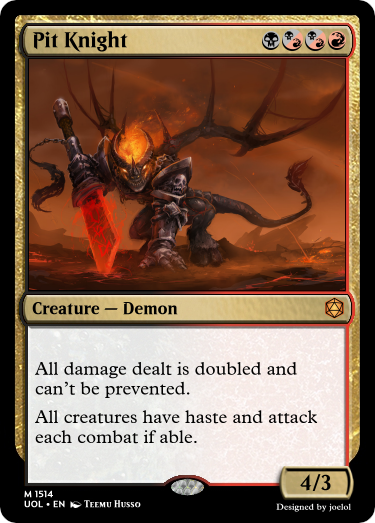 Pit Knight
Creature — Demon
All damage dealt is doubled and
can't be prevented.
All creatures have haste and attack
each combat if able.
4/3
M 1514
UOL • EN Teemu Husso
Designed by joelol